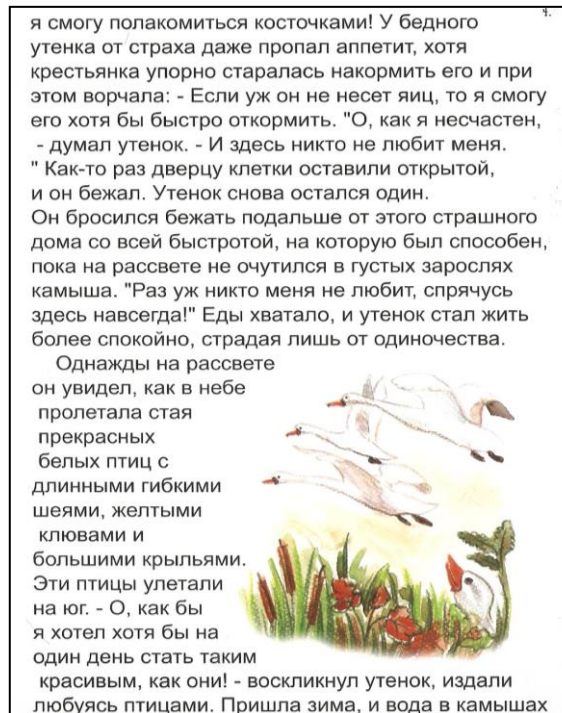 4.
я смогу полакомиться косточками! У бедного
утенка от страха даже пропал аппетит, хотя
крестьянка упорно старалась накормить его и при
этом ворчала: - Если уж он не несет яиц, то я смогу
его хотя бы быстро откормить. "О, как я несчастен,
- думал утенок. - И здесь никто не любит меня.
" Как-то раз дверцу клетки оставили открытой,
и он бежал. Утенок снова остался один.
Он бросился бежать подальше от этого страшного
дома со всей быстротой, на которую был способен,
пока на рассвете не очутился в густых зарослях
камыша. "Раз уж никто меня не любит, спрячусь
здесь навсегда!" Еды хватало, и утенок стал жить
более спокойно, страдая лишь от одиночества.
Однажды на рассвете
он увидел, как в небе
пролетала стая
прекрасных
белых птиц с
длинными гибкими
шеями, желтыми
клювами и
большими крыльями.
Эти птицы улетали
на юг. - О, как бы
я хотел хотя бы на
один день стать таким
красивым, как они! - воскликнул утенок, издали
любуясь птицами. Пришла зима, и вода в камышах